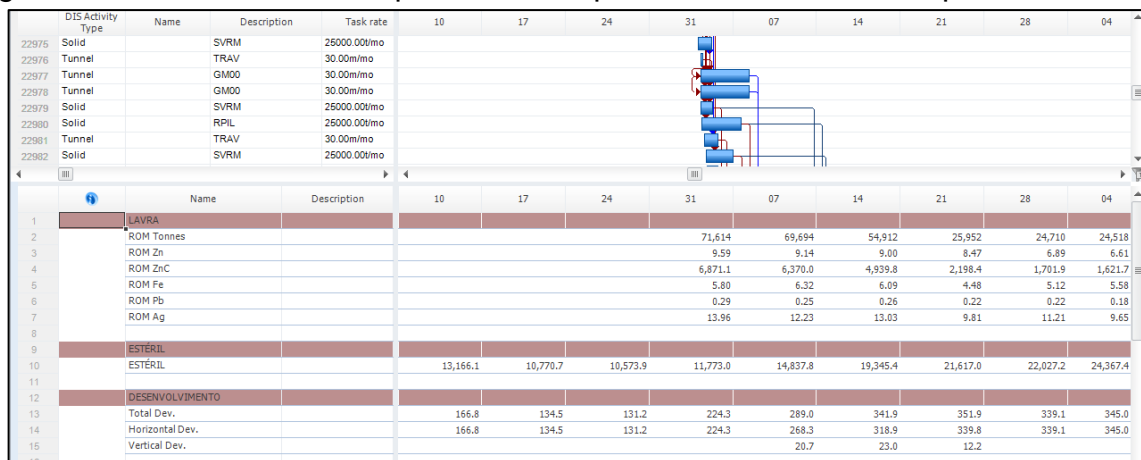 DIS Activity Type Name Description Task rate 10 17 24 31 07 14 21 28 04
22975 Solid SVRM 25000.00t/mo
22976 Tunnel TRAV 30.00m/mo
22977 Tunnel GM00 30.00m/mo
22978 Tunnel GM00 30.00m/mo
22979 Solid SVRM 25000.00t/mo
22980 Solid RPIL 25000.00t/mo
22981 Tunnel TRAV 30.00m/mo
22982 Solid SVRM 25000.00t/mo
Name Description 10 17 24 31 07 14 21 28 04
1 LAVRA
2 ROM Tonnes 71,614 69,694 54,912 25,952 24,710 24,518
3 ROM Zn 9.59 9.14 9.00 8.47 6.89 6.61
4 ROM ZnC 6,871.1 6,370.0 4,939.8 2,198.4 1,701.9 1,621.7
5 ROM Fe 5.80 6.32 6.09 4.48 5.12 5.58
6 ROM Pb 0.29 0.25 0.26 0.22 0.22 0.18
7 ROM Ag 13.96 12.23 13.03 9.81 11.21 9.65
8
9 ESTÉRIL
10 ESTÉRIL 13,166.1 10,770.7 10,573.9 11,773.0 14,837.8 19,345.4 21,617.0 22,027.2 24,367.4
11
12 DESENVOLVIMENTO
13 Total Dev. 166.8 134.5 131.2 224.3 289.0 341.9 351.9 339.1 345.0
14 Horizontal Dev. 166.8 134.5 131.2 224.3 268.3 318.9 339.8 339.1 345.0
15 Vertical Dev. 20.7 23.0 12.2